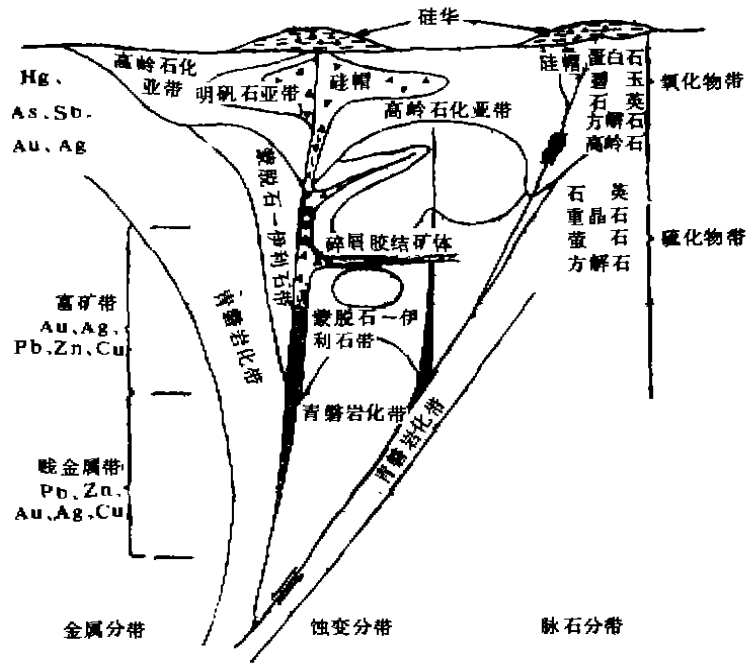 硅华
高岭石化
亚带
明矾石亚带
硅帽
高岭石化亚带
硅帽
蛋白石
碧玉
石英
方解石
高岭石
氧化物带
Hg、
As、Sb、
Au、Ag
蒙脱石-伊利石带
碎屑胶结矿体
石英
重晶石
萤石
方解石
硫化物带
富矿带
Au、Ag、
Pb、Zn、Cu
青磐岩化带
蒙脱石-伊
利石带
青磐岩化带
青磐岩化带
贱金属带
Pb、Zn、
Au、Ag、Cu
金属分带
蚀变分带
脉石分带